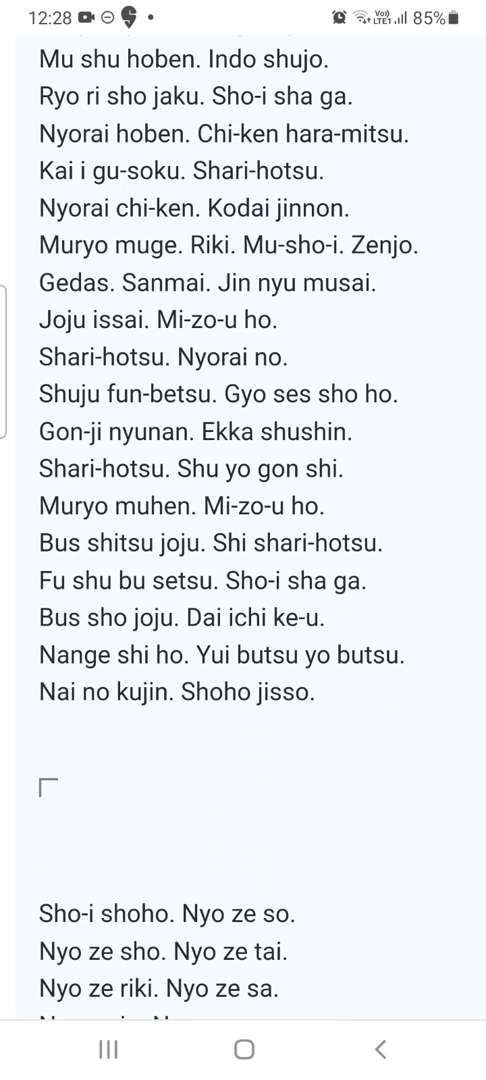 12:28 Vo)) LTE1 85%
Mu shu hoben. Indo shujo.
Ryo ri sho jaku. Sho-i sha ga.
Nyorai hoben. Chi-ken hara-mitsu.
Kai i gu-soku. Shari-hotsu.
Nyorai chi-ken. Kodai jinnon.
Muryo muge. Riki. Mu-sho-i. Zenjo.
Gedas. Sanmai. Jin nyu musai.
Joju issai. Mi-zo-u ho.
Shari-hotsu. Nyorai no.
Shuju fun-betsu. Gyo ses sho ho.
Gon-ji nyunan. Ekka shushin.
Shari-hotsu. Shu yo gon shi.
Muryo muhen. Mi-zo-u ho.
Bus shitsu joju. Shi shari-hotsu.
Fu shu bu setsu. Sho-i sha ga.
Bus sho joju. Dai ichi ke-u.
Nange shi ho. Yui butsu yo butsu.
Nai no kujin. Shoho jisso.
Sho-i shoho. Nyo ze so.
Nyo ze sho. Nyo ze tai.
Nyo ze riki. Nyo ze sa.